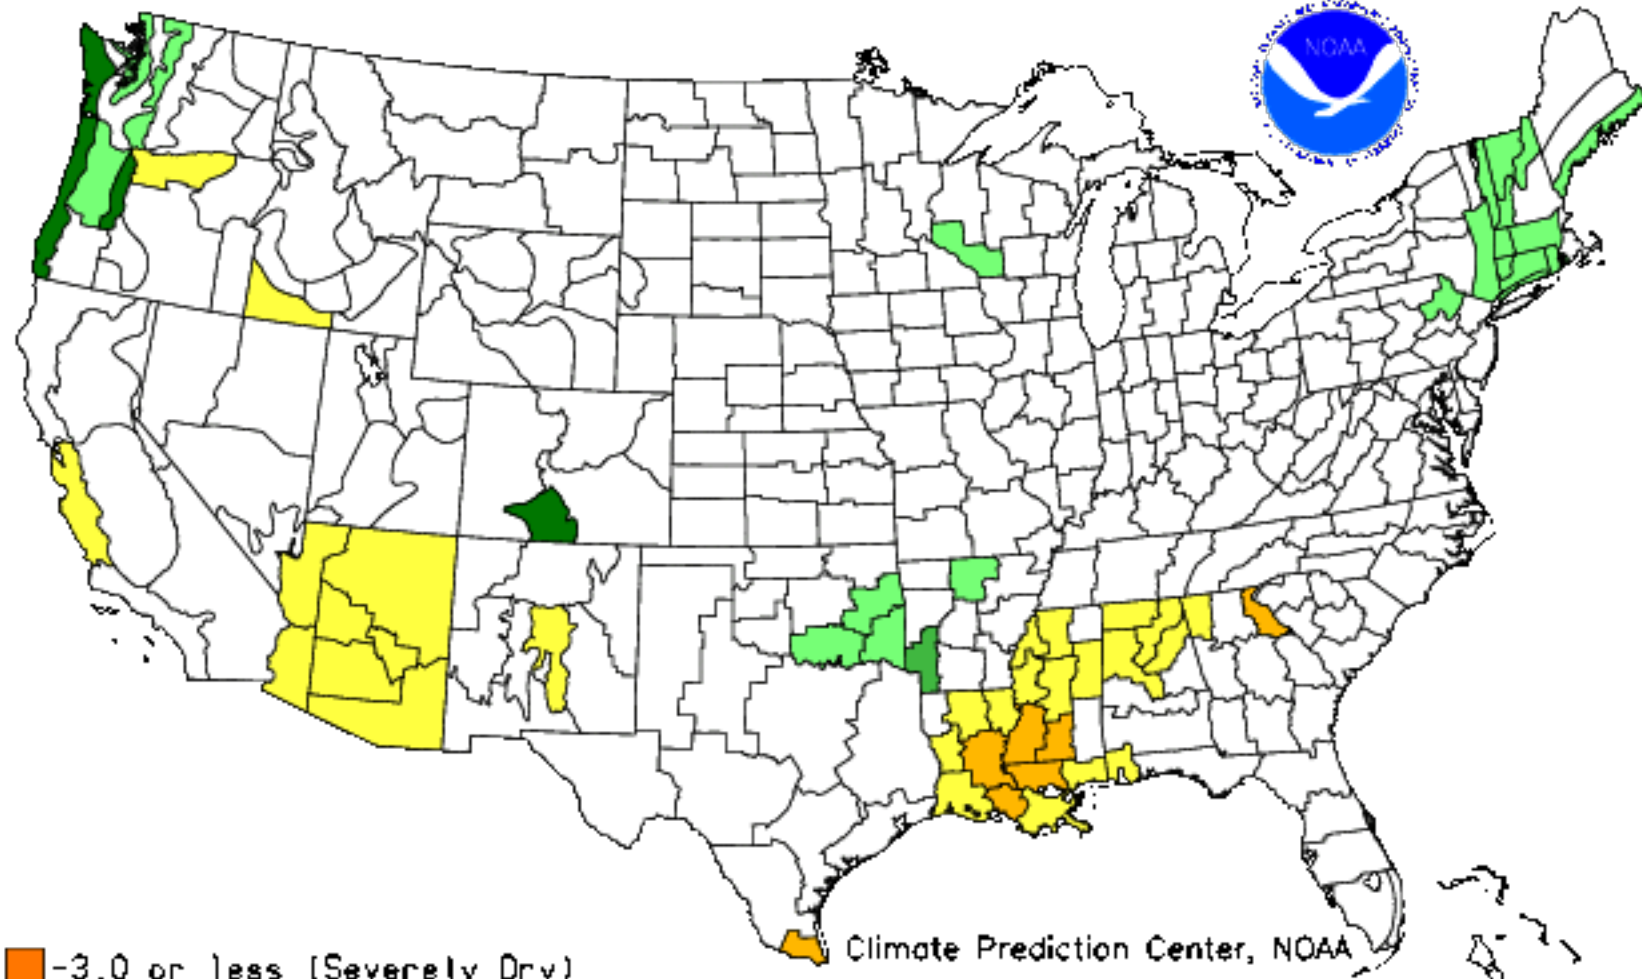 NOAA
Climate Prediction Center, NOAA
-3.0 or less (Severely Dry)